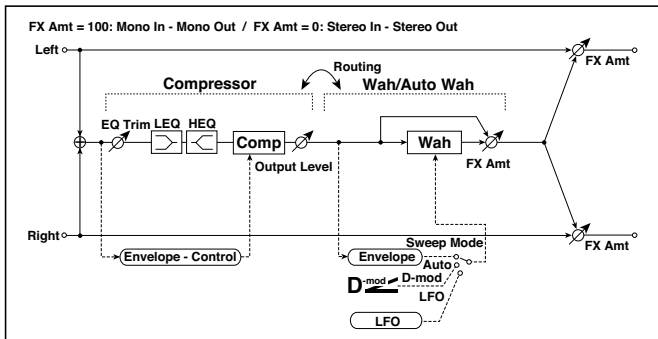 FX Amt = 100: Mono In - Mono Out / FX Amt = 0: Stereo In - Stereo Out
Left
FX Amt
Routing
Compressor
Wah/Auto Wah
EQ Trim
LEQ
HEQ
Comp
Output Level
Wah
FX Amt
Right
FX Amt
Envelope - Control
Envelope
Sweep Mode
Auto
D-mod
D-mod
LFO
LFO